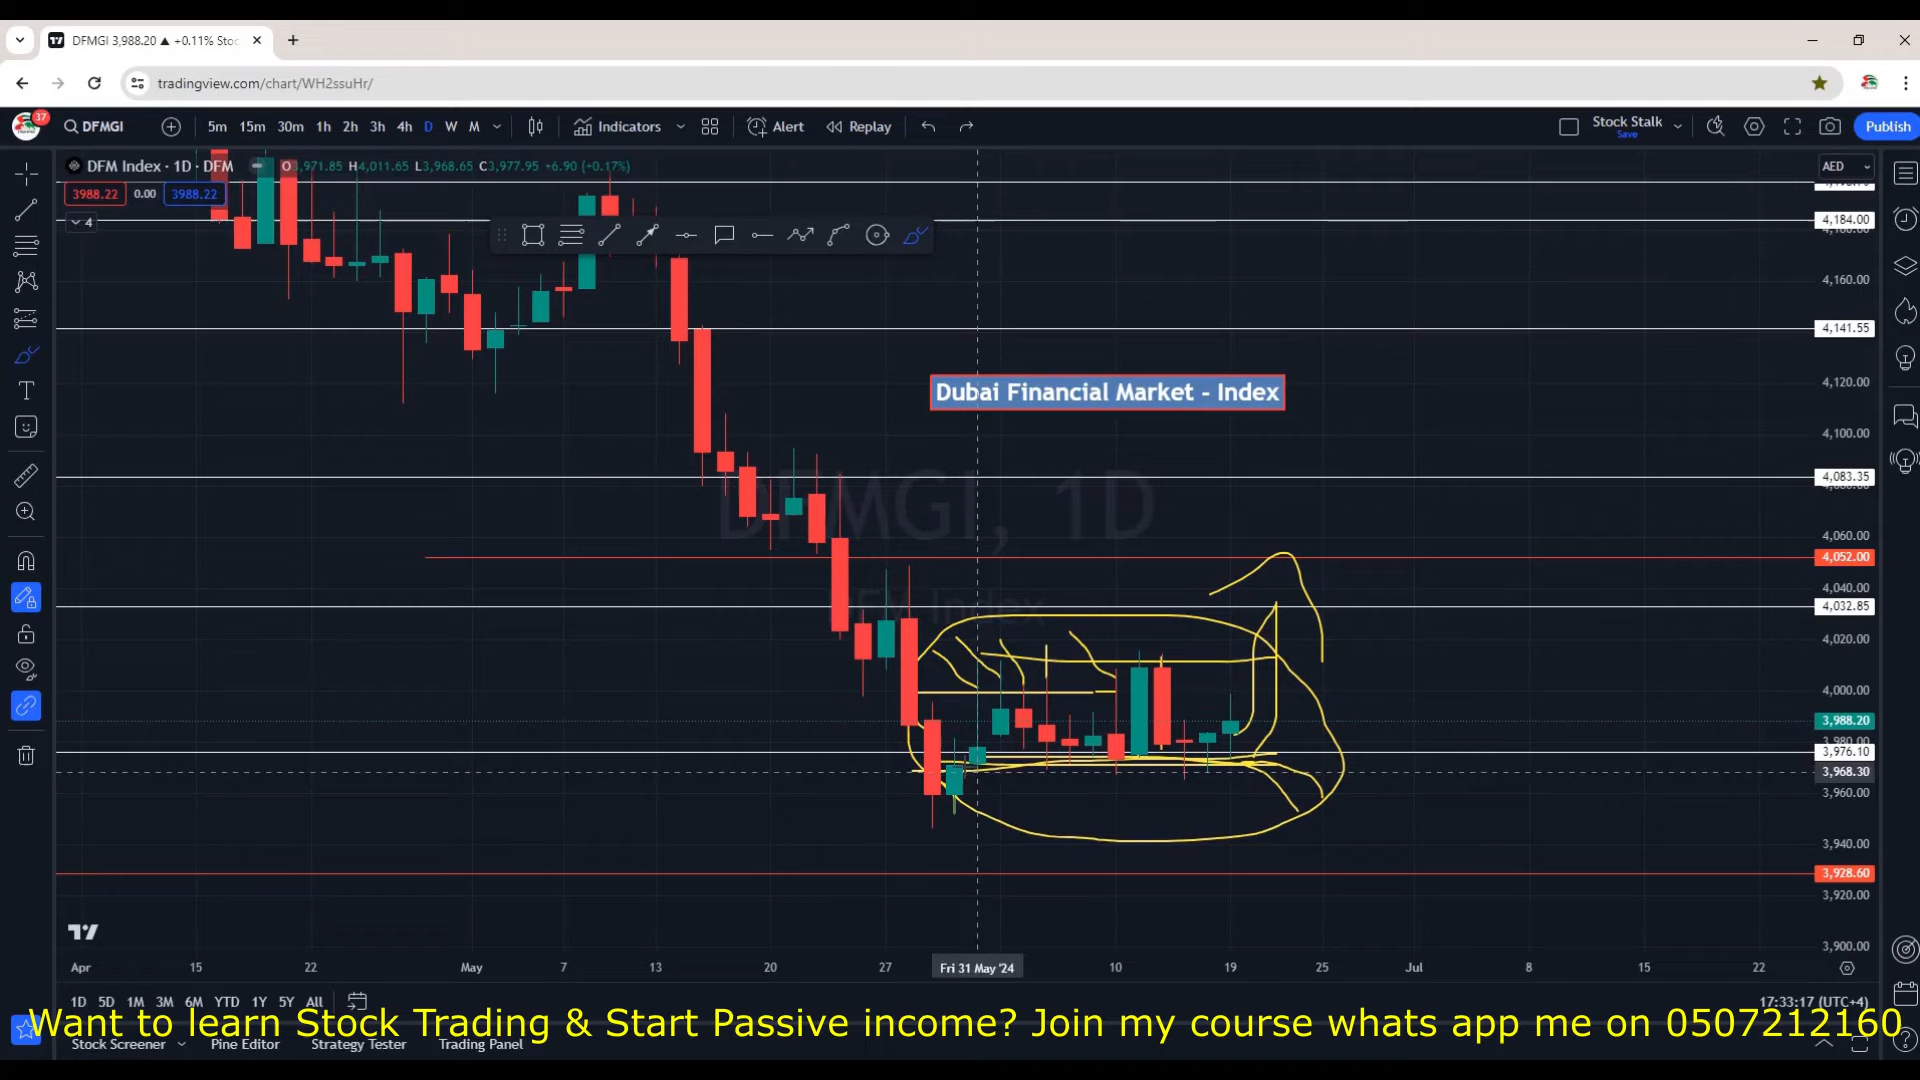 DFMGI 3,988.20 ▲ +0.11% Stoc
tradingview.com/chart/WH2ssuHr/
37
DFMGI
5m 15m 30m 1h 2h 3h 4h D W M
Indicators
Alert
Replay
Stock Stalk
Save
Publish
DFM Index · 1D · DFM
O3,971.85 H4,011.65 L3,968.65 C3,977.95 +6.90 (+0.17%)
AED
3988.22 0.00 3988.22
4
4,184.00
4,160.00
4,141.55
4,120.00
Dubai Financial Market - Index
4,100.00
4,083.35
DFMGI, 1D
4,060.00
4,052.00
4,040.00
DFM Index
4,032.85
4,020.00
4,000.00
3,988.20
3,980.00
3,976.10
3,968.30
3,960.00
3,940.00
3,928.60
3,920.00
3,900.00
Apr 15 22 May 7 13 20 27 Fri 31 May '24 10 19 25 Jul 8 15 22
1D 5D 1M 3M 6M YTD 1Y 5Y All
17:33:17 (UTC+4)
Want to learn Stock Trading & Start Passive income? Join my course whats app me on 0507212160
Stock Screener Pine Editor Strategy Tester Trading Panel